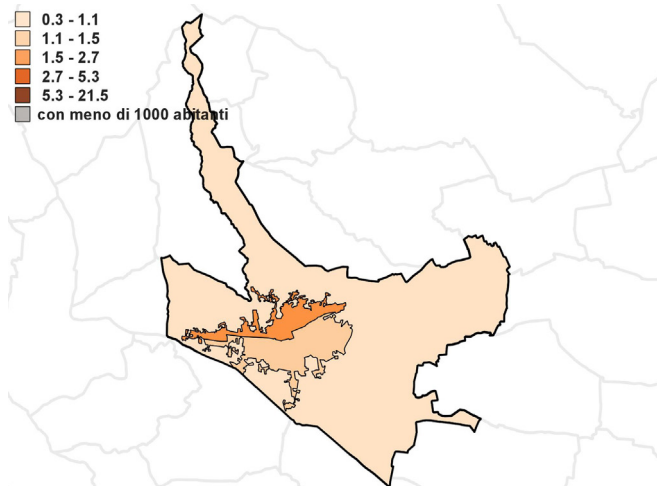 0.3 - 1.1
1.1 - 1.5
1.5 - 2.7
2.7 - 5.3
5.3 - 21.5
con meno di 1000 abitanti